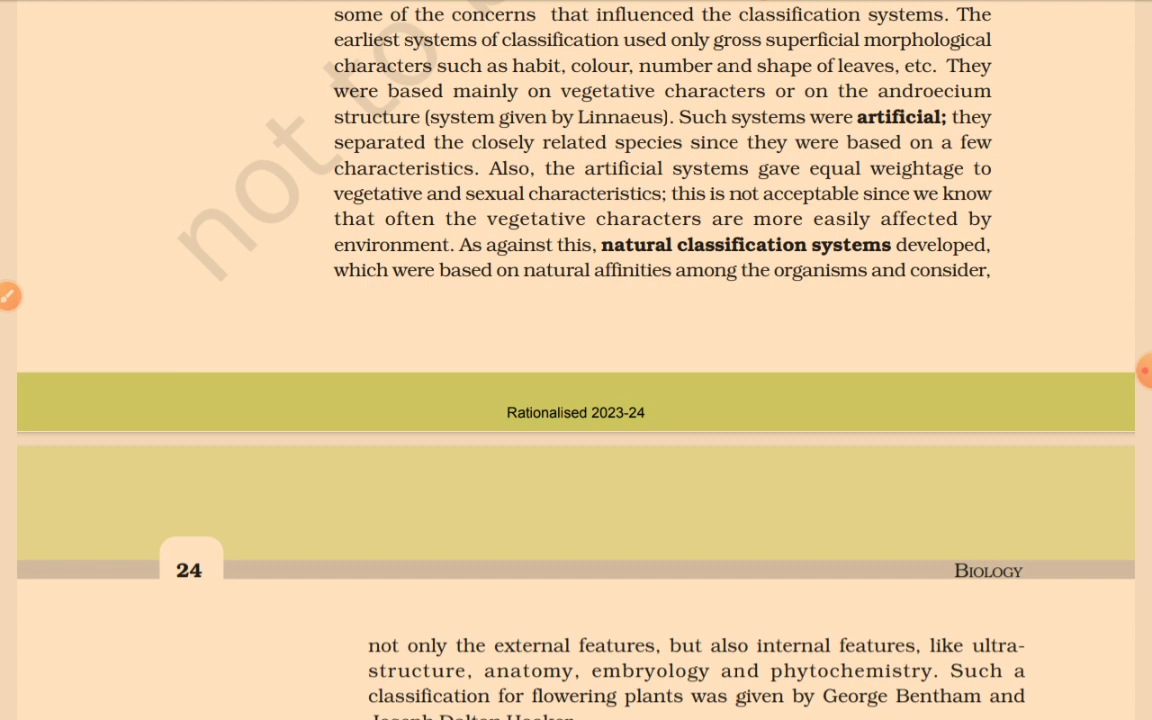 some of the concerns that influenced the classification systems. The
earliest systems of classification used only gross superficial morphological
characters such as habit, colour, number and shape of leaves, etc. They
were based mainly on vegetative characters or on the androecium
structure (system given by Linnaeus). Such systems were artificial; they
separated the closely related species since they were based on a few
characteristics. Also, the artificial systems gave equal weightage to
vegetative and sexual characteristics; this is not acceptable since we know
that often the vegetative characters are more easily affected by
environment. As against this, natural classification systems developed,
which were based on natural affinities among the organisms and consider,
not to
Rationalised 2023-24
24
BIOLOGY
not only the external features, but also internal features, like ultra-
structure, anatomy, embryology and phytochemistry. Such a
classification for flowering plants was given by George Bentham and
Joseph Dalton Hooker.